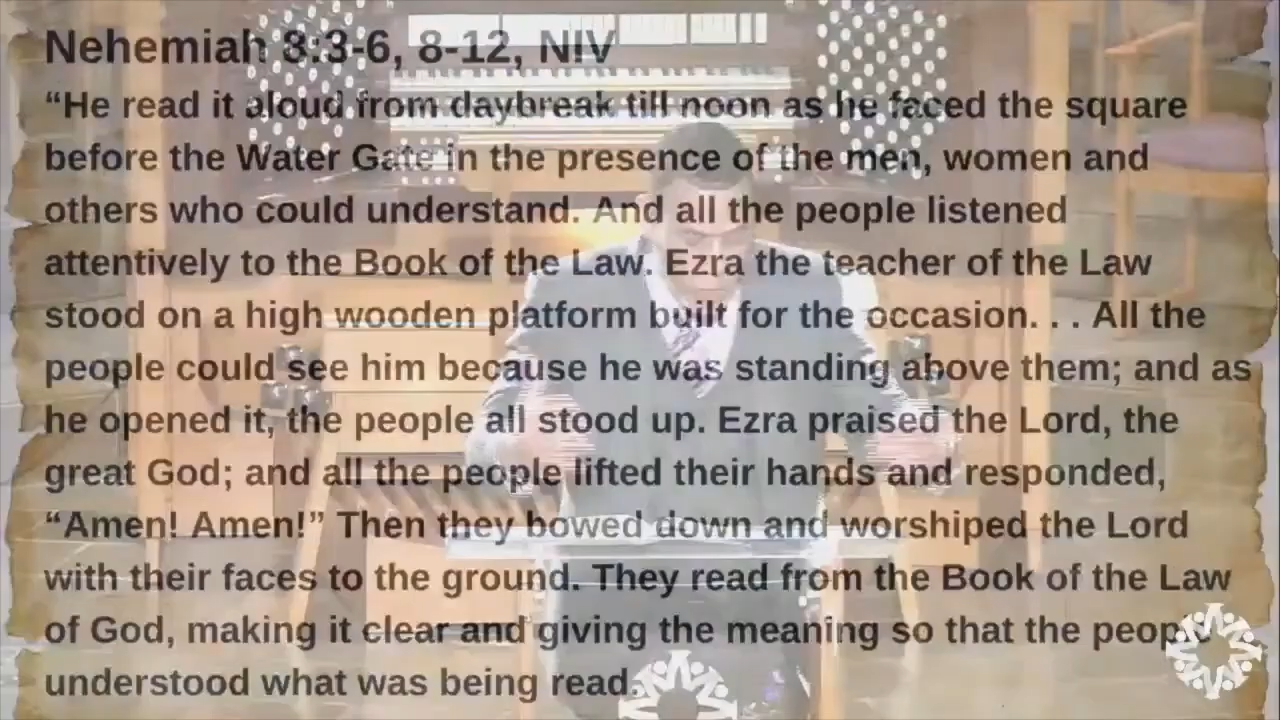 Nehemiah 8:3-6, 8-12, NIV
“He read it aloud from daybreak till noon as he faced the square
before the Water Gate in the presence of the men, women and
others who could understand. And all the people listened
attentively to the Book of the Law. Ezra the teacher of the Law
stood on a high wooden platform built for the occasion. . . All the
people could see him because he was standing above them; and as
he opened it, the people all stood up. Ezra praised the Lord, the
great God; and all the people lifted their hands and responded,
“Amen! Amen!” Then they bowed down and worshiped the Lord
with their faces to the ground. They read from the Book of the Law
of God, making it clear and giving the meaning so that the people
understood what was being read.